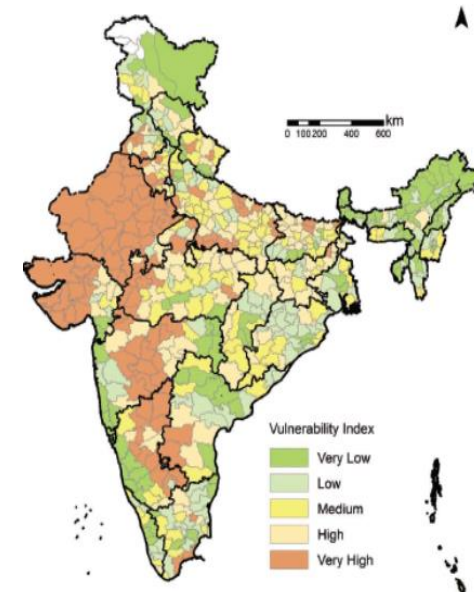 km
0 100200 400 600
Vulnerability Index
Very Low
Low
Medium
High
Very High